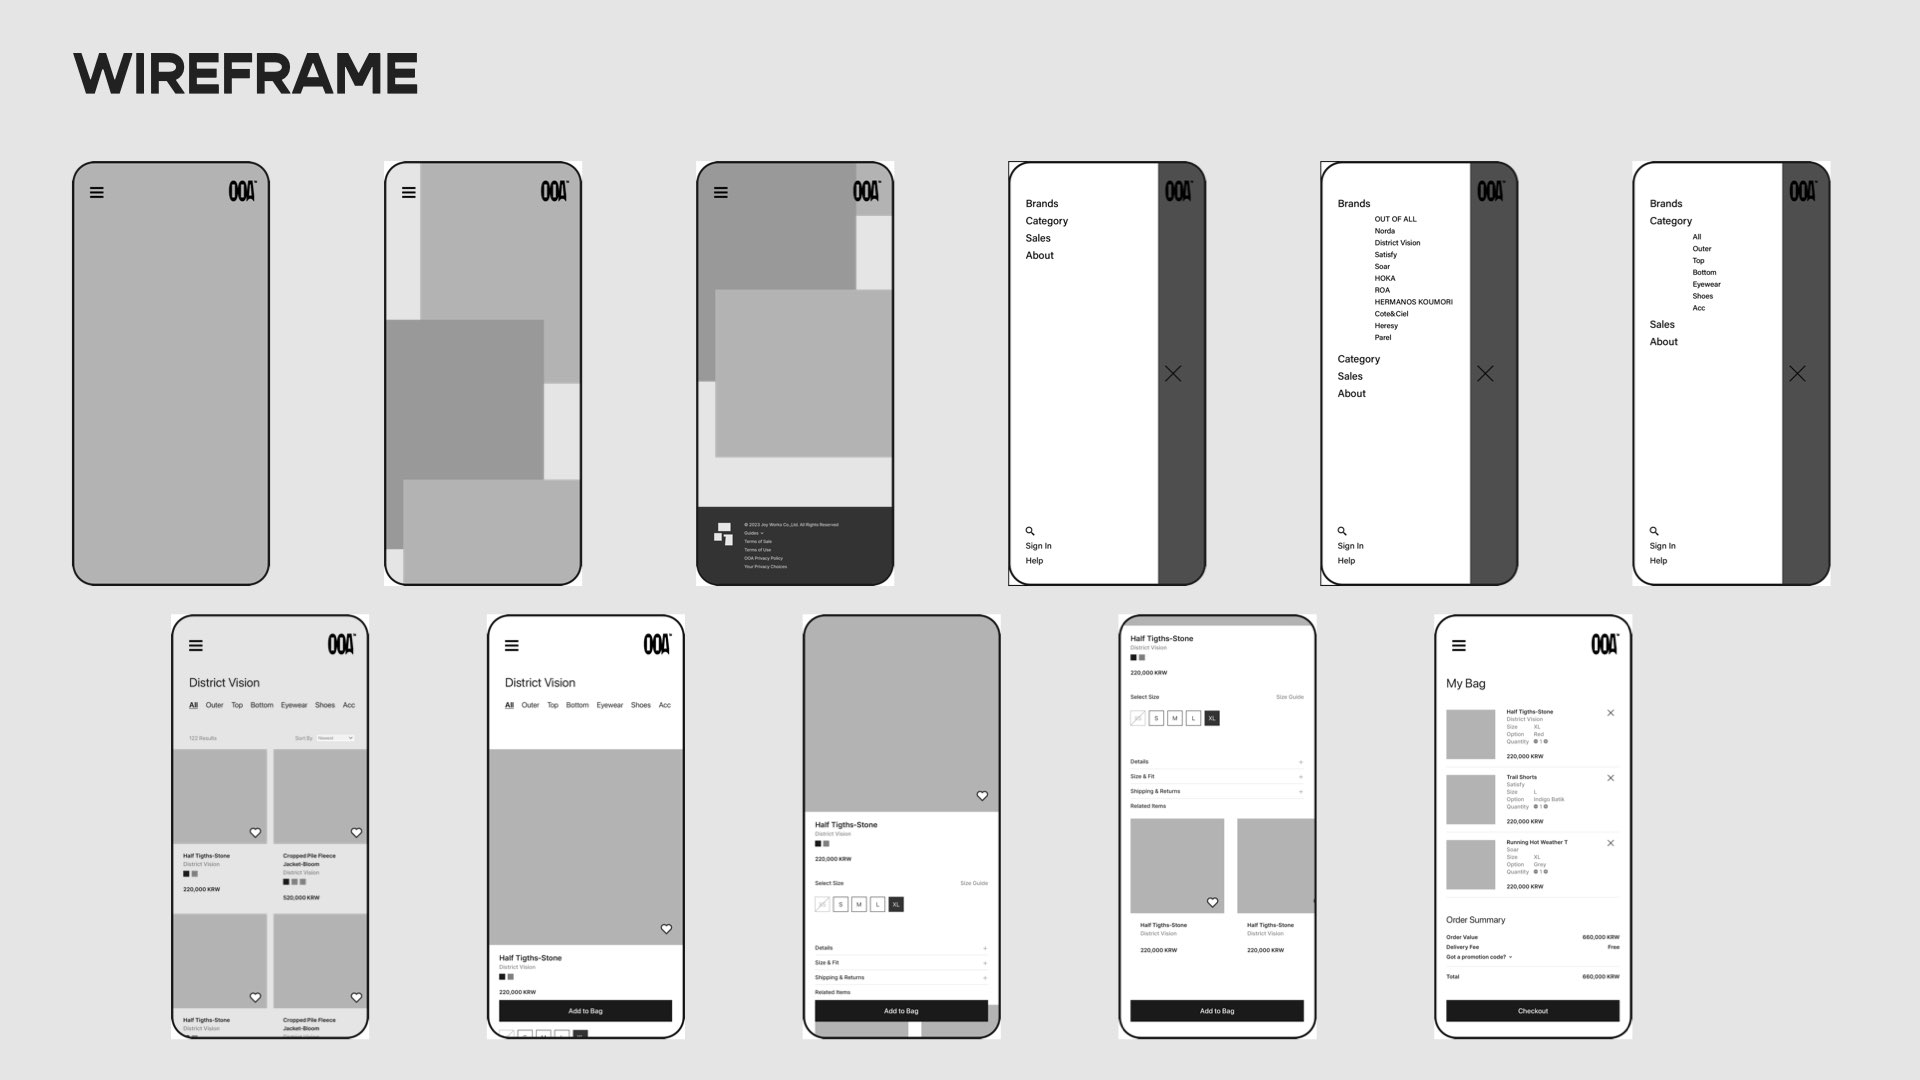 WIREFRAME
OOA™
OOA™
OOA™
© 2023 Joy Works Co.,Ltd. All Rights Reserved
Guides
Terms of Sale
Terms of Use
OOA Privacy Policy
Your Privacy Choices
OOA™
Brands
Category
Sales
About
Sign In
Help
OOA™
Brands
OUT OF ALL
Norda
District Vision
Satisfy
Soar
HOKA
ROA
HERMANOS KOUMORI
Cote&Ciel
Heresy
Parel
Category
Sales
About
Sign In
Help
OOA™
Brands
Category
All
Outer
Top
Bottom
Eyewear
Shoes
Acc
Sales
About
Sign In
Help
OOA™
District Vision
All Outer Top Bottom Eyewear Shoes Acc
122 Results Sort By Newest
Half Tigths-Stone
District Vision
220,000 KRW
Cropped Pile Fleece
Jacket-Bloom
District Vision
520,000 KRW
Half Tigths-Stone
District Vision
Cropped Pile Fleece
Jacket-Bloom
OOA™
District Vision
All Outer Top Bottom Eyewear Shoes Acc
Half Tigths-Stone
District Vision
220,000 KRW
Add to Bag
Half Tigths-Stone
District Vision
220,000 KRW
Select Size Size Guide
XS S M L XL
Details +
Size & Fit +
Shipping & Returns +
Related Items
Add to Bag
Half Tigths-Stone
District Vision
220,000 KRW
Select Size Size Guide
XS S M L XL
Details +
Size & Fit +
Shipping & Returns +
Related Items
Half Tigths-Stone
District Vision
220,000 KRW
Half Tigths-Stone
District Vision
220,000 KRW
Add to Bag
OOA™
My Bag
Half Tigths-Stone
District Vision
Size XL
Option Red
Quantity 1
220,000 KRW
Trail Shorts
Satisfy
Size L
Option Indigo Batik
Quantity 1
220,000 KRW
Running Hot Weather T
Soar
Size XL
Option Grey
Quantity 1
220,000 KRW
Order Summary
Order Value 660,000 KRW
Delivery Fee Free
Got a promotion code?
Total 660,000 KRW
Checkout